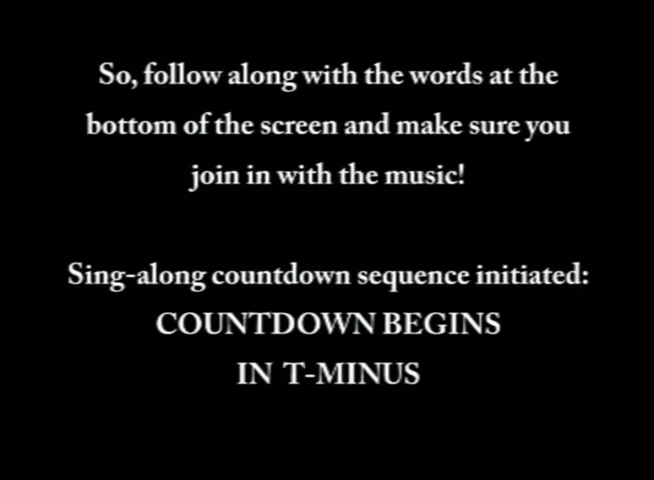 So, follow along with the words at the
bottom of the screen and make sure you
join in with the music!
Sing-along countdown sequence initiated:
COUNTDOWN BEGINS
IN T-MINUS